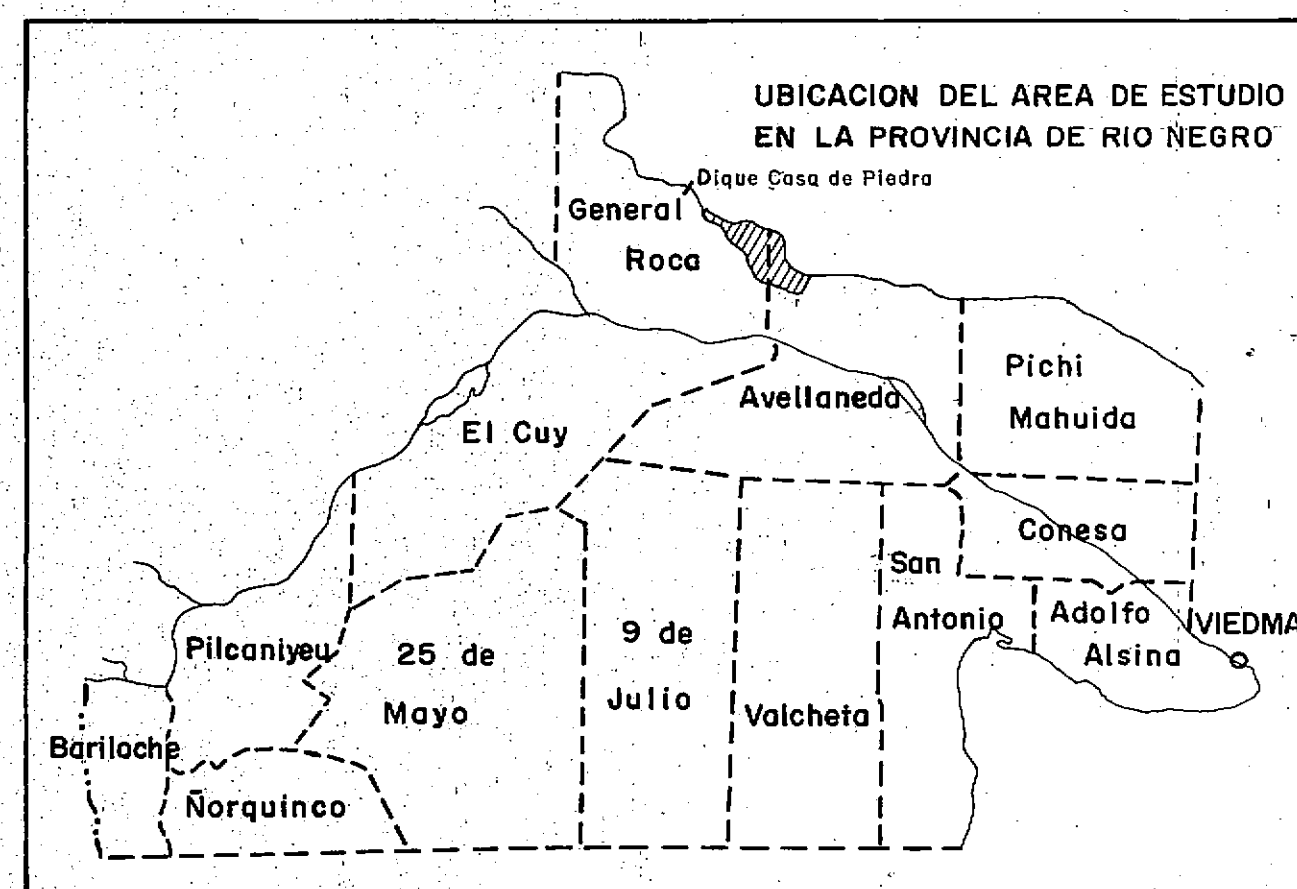 UBICACION DEL AREA DE ESTUDIO
EN LA PROVINCIA DE RIO NEGRO
Dique Casa de Piedra
General
Roca
Pichi
Mahuida
Avellaneda
El Cuy
Conesa
San
Antonio
Adolfo
Alsina
VIEDMA
Pilcaniyeu
25 de
Mayo
9 de
Julio
Valcheta
Bariloche
Ñorquinco